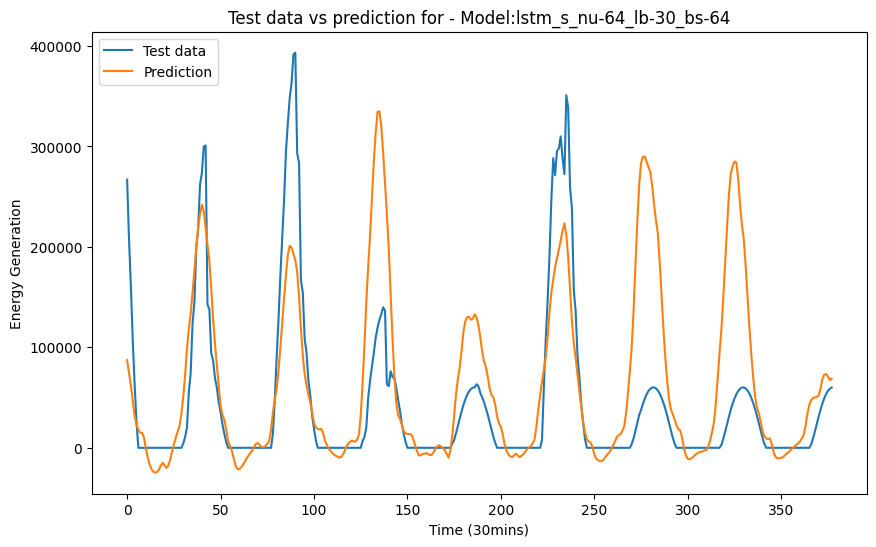 Test data vs prediction for - Model:lstm_s_nu-64_lb-30_bs-64
Test data
Prediction
Energy Generation
400000
300000
200000
100000
0
0 50 100 150 200 250 300 350
Time (30mins)